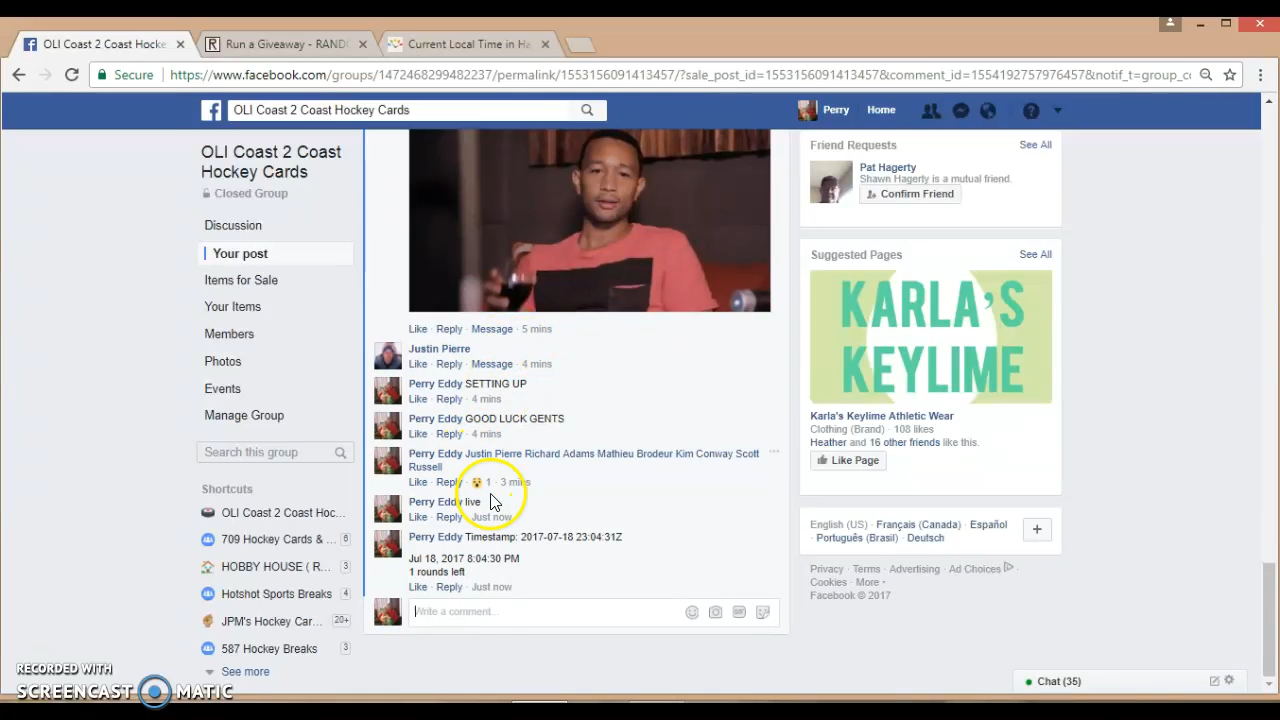 OLI Coast 2 Coast Hocke
Run a Giveaway - RAND
Current Local Time in Ha
Secure
https://www.facebook.com/groups/1472468299482237/permalink/1553156091413457/?sale_post_id=1553156091413457&comment_id=1554192757976457&notif_t=group_c
OLI Coast 2 Coast Hockey Cards
Perry Home
OLI Coast 2 Coast
Hockey Cards
Closed Group
Discussion
Your post
Items for Sale
Your Items
Members
Photos
Events
Manage Group
Search this group
Shortcuts
OLI Coast 2 Coast Hoc...
709 Hockey Cards & ... 6
HOBBY HOUSE ( R... 3
Hotshot Sports Breaks 4
JPM's Hockey Car... 20+
587 Hockey Breaks 3
See more
Like · Reply · Message · 5 mins
Justin Pierre
Like · Reply · Message · 4 mins
Perry Eddy SETTING UP
Like · Reply · 4 mins
Perry Eddy GOOD LUCK GENTS
Like · Reply · 4 mins
Perry Eddy Justin Pierre Richard Adams Mathieu Brodeur Kim Conway Scott
Russell
Like · Reply · 1 · 3 mins
Perry Eddy live
Like · Reply · Just now
Perry Eddy Timestamp: 2017-07-18 23:04:31Z
Jul 18, 2017 8:04:30 PM
1 rounds left
Like · Reply · Just now
Write a comment...
Friend Requests See All
Pat Hagerty
Shawn Hagerty is a mutual friend.
Confirm Friend
Suggested Pages See All
KARLA'S
KEYLIME
Karla's Keylime Athletic Wear
Clothing (Brand) · 108 likes
Heather and 16 other friends like this.
Like Page
English (US) · Français (Canada) · Español ·
Português (Brasil) · Deutsch
Privacy · Terms · Advertising · Ad Choices ·
Cookies · More
Facebook © 2017
Chat (35)
RECORDED WITH
SCREENCAST MATIC